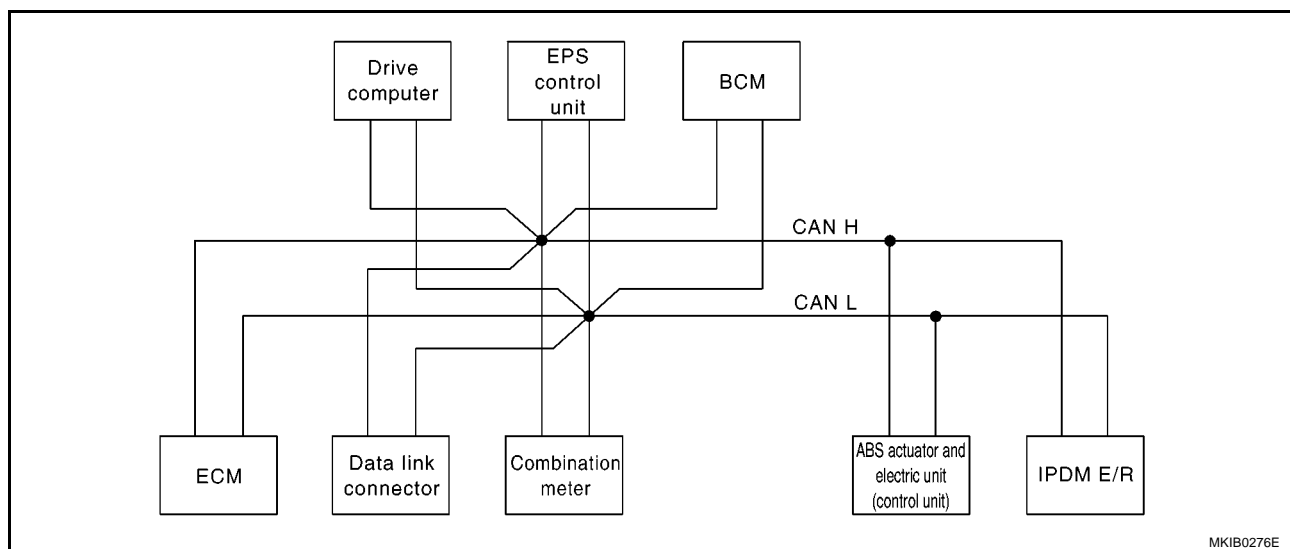 Drive
computer
EPS
control
unit
BCM
CAN H
CAN L
ECM
Data link
connector
Combination
meter
ABS actuator and
electric unit
(control unit)
IPDM E/R
MKIB0276E